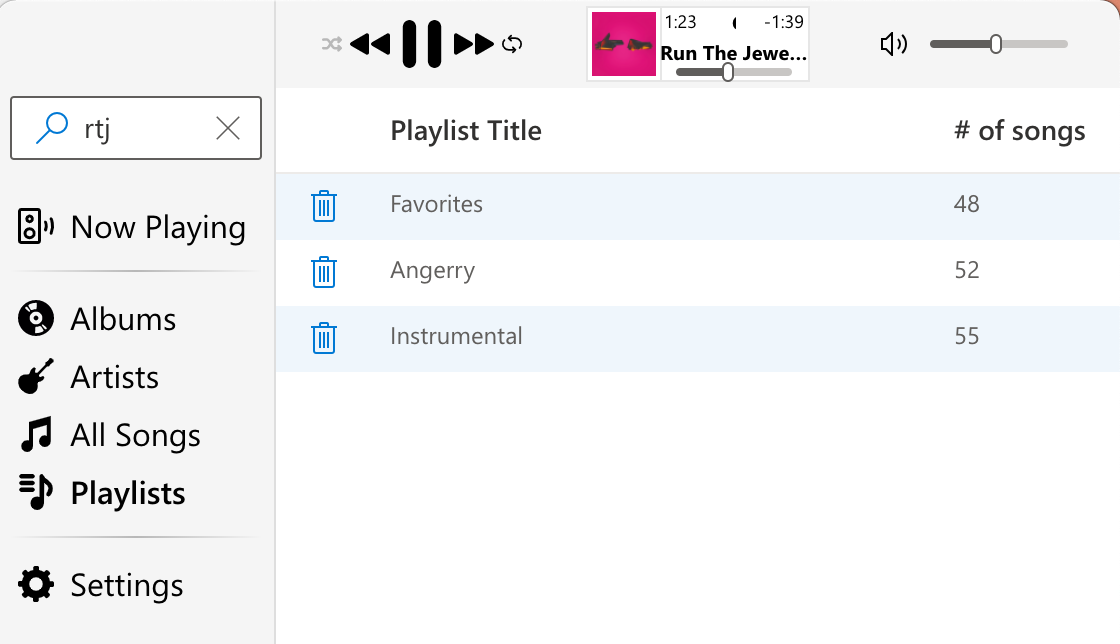 1:23 -1:39
Run The Jewe...
rtj
Now Playing
Albums
Artists
All Songs
Playlists
Settings
Playlist Title # of songs
Favorites 48
Angerry 52
Instrumental 55